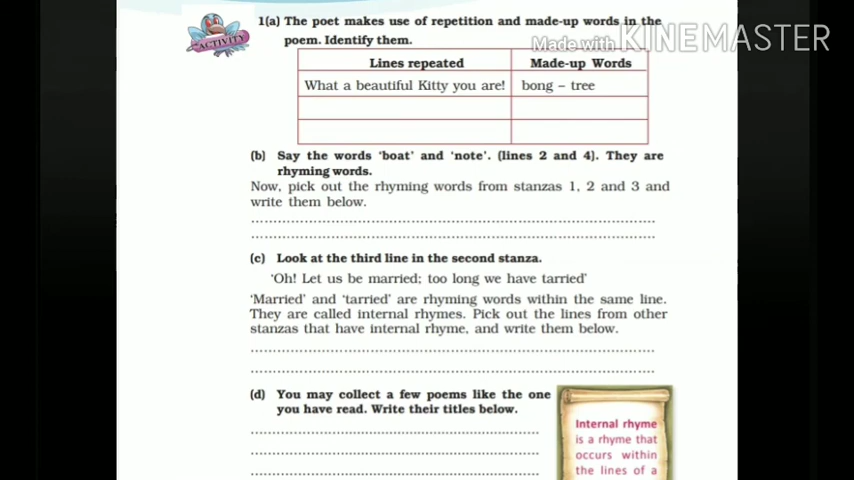 ACTIVITY
1(a) The poet makes use of repetition and made-up words in the
poem. Identify them.
Made with KINEMASTER
Lines repeated Made-up Words
What a beautiful Kitty you are! bong – tree
(b) Say the words ‘boat’ and ‘note’. (lines 2 and 4). They are
rhyming words.
Now, pick out the rhyming words from stanzas 1, 2 and 3 and
write them below.
(c) Look at the third line in the second stanza.
‘Oh! Let us be married; too long we have tarried’
‘Married’ and ‘tarried’ are rhyming words within the same line.
They are called internal rhymes. Pick out the lines from other
stanzas that have internal rhyme, and write them below.
(d) You may collect a few poems like the one
you have read. Write their titles below.
Internal rhyme
is a rhyme that
occurs within
the lines of a